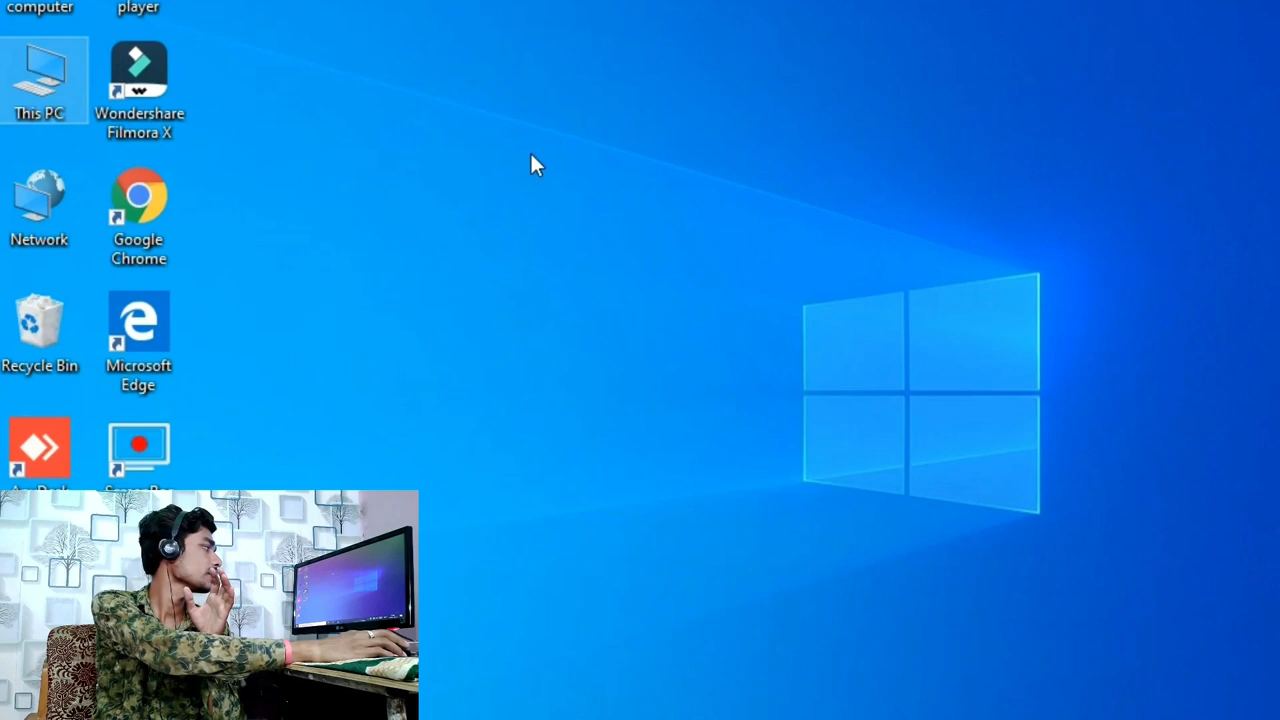 computer
player
This PC
Wondershare
Filmora X
Network
Google
Chrome
Recycle Bin
Microsoft
Edge